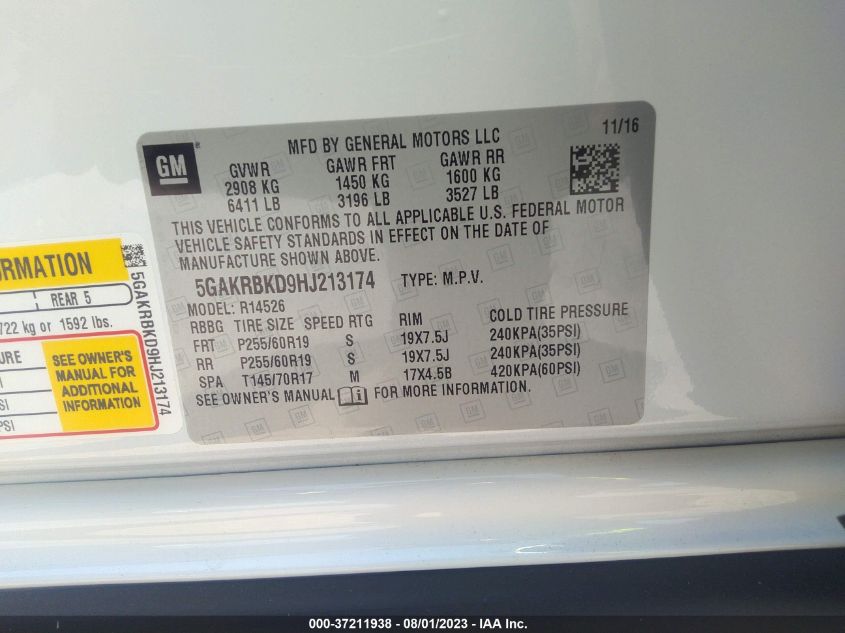 GM
MFD BY GENERAL MOTORS LLC
11/16
GVWR GAWR FRT GAWR RR
2908 KG 1450 KG 1600 KG
6411 LB 3196 LB 3527 LB
THIS VEHICLE CONFORMS TO ALL APPLICABLE U.S. FEDERAL MOTOR
VEHICLE SAFETY STANDARDS IN EFFECT ON THE DATE OF
MANUFACTURE SHOWN ABOVE.
5GAKRBKD9HJ213174 TYPE: M.P.V.
MODEL: R14526
RBBG TIRE SIZE SPEED RTG RIM COLD TIRE PRESSURE
FRT P255/60R19 S 19X7.5J 240KPA(35PSI)
RR P255/60R19 S 19X7.5J 240KPA(35PSI)
SPA T145/70R17 M 17X4.5B 420KPA(60PSI)
SEE OWNER'S MANUAL FOR MORE INFORMATION.
REAR 5
722 kg or 1592 lbs.
SEE OWNER'S
MANUAL FOR
ADDITIONAL
INFORMATION
5GAKRBKD9HJ213174
000-37211938 - 08/01/2023 - IAA Inc.